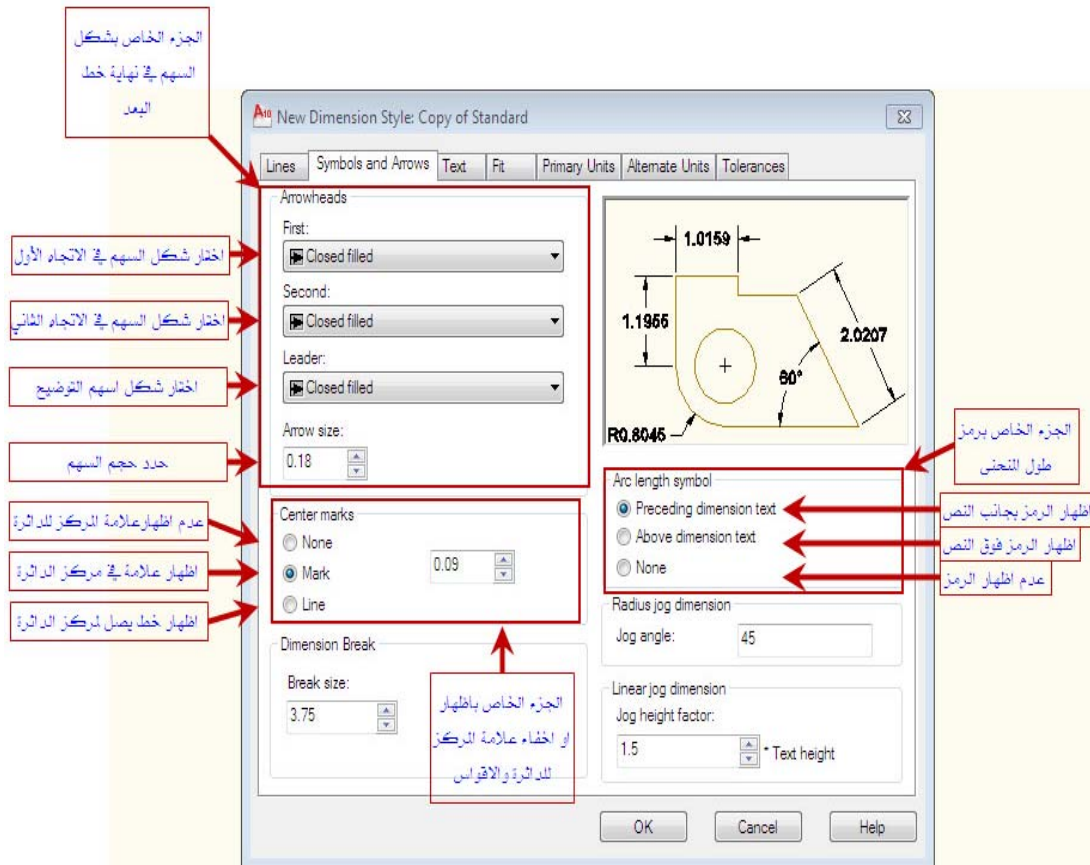 الجزء الخاص بشكل
السهم في نهاية خط
البعد
A18 New Dimension Style: Copy of Standard
Lines Symbols and Arrows Text Fit Primary Units Alternate Units Tolerances
Arrowheads
First:
Closed filled
Second:
Closed filled
Leader:
Closed filled
Arrow size:
0.18
اختار شكل السهم في الاتجاه الأول
اختار شكل السهم في الاتجاه الثاني
اختار شكل اسهم التوضيح
حدد حجم السهم
1.0159
1.1955
2.0207
60°
R0.8045
Center marks
None
Mark
0.09
Line
عدم اظهار علامة المركز للدائرة
اظهار علامة في مركز الدائرة
اظهار خط يصل لمركز الدائرة
Dimension Break
Break size:
3.75
الجزء الخاص باظهار
او اخفاء علامة المركز
للدائرة والاقواس
الجزء الخاص برمز
طول المنحنى
Arc length symbol
Preceding dimension text
Above dimension text
None
اظهار الرمز بجانب النص
اظهار الرمز فوق النص
عدم اظهار الرمز
Radius jog dimension
Jog angle:
45
Linear jog dimension
Jog height factor:
1.5
* Text height
OK Cancel Help